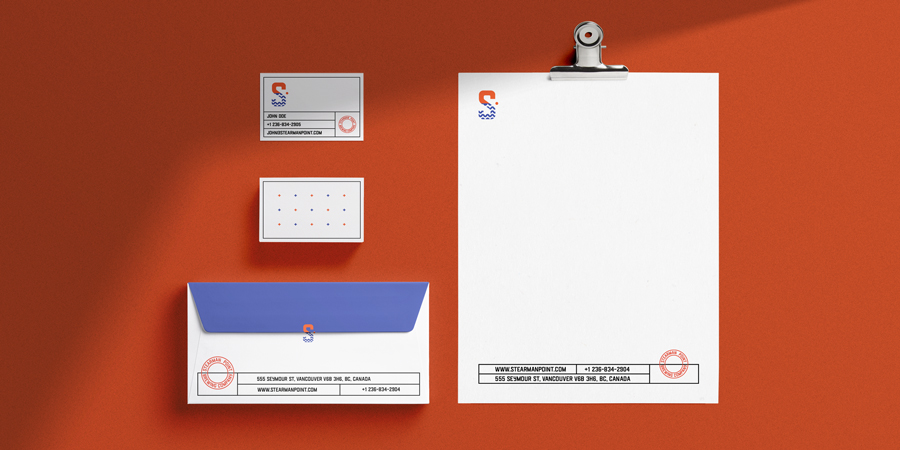 S
JOHN DOE
+1 236-834-2905
JOHN@STEARMANPOINT.COM
S
STEARMAN POINT
BREWING COMPANY
555 SEYMOUR ST, VANCOUVER V6B 3H6, BC, CANADA
WWW.STEARMANPOINT.COM
+1 236-834-2904
S
WWW.STEARMANPOINT.COM
+1 236-834-2904
555 SEYMOUR ST, VANCOUVER V6B 3H6, BC, CANADA
STEARMAN POINT
BREWING COMPANY